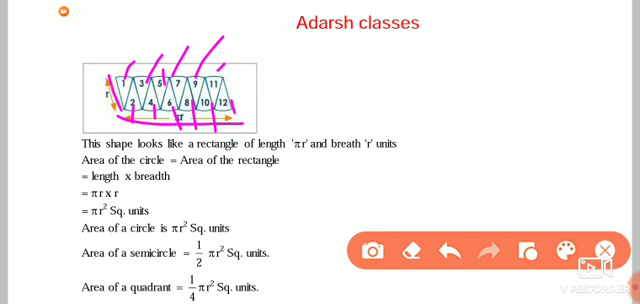 Adarsh classes
1 3 5 7 9 11
r
2 4 6 8 10 12
πr
This shape looks like a rectangle of length 'πr' and breath 'r' units
Area of the circle = Area of the rectangle
= length x breadth
= πr x r
= πr² Sq. units
Area of a circle is πr² Sq. units
Area of a semicircle = 1/2 πr² Sq. units.
Area of a quadrant = 1/4 πr² Sq. units.
V RECORDER